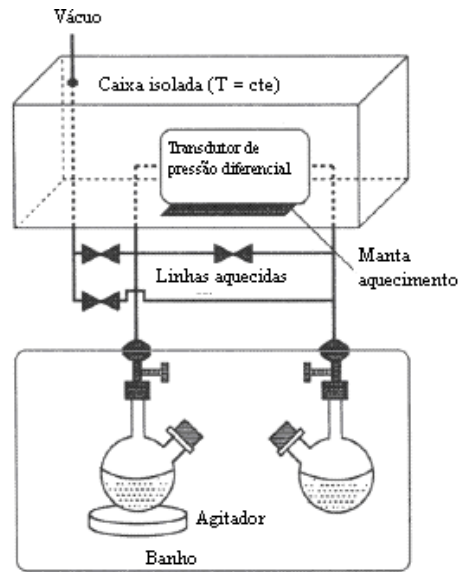 Vácuo
Caixa isolada (T = cte)
Transdutor de
pressão diferencial
Manta
aquecimento
Linhas aquecidas
Agitador
Banho